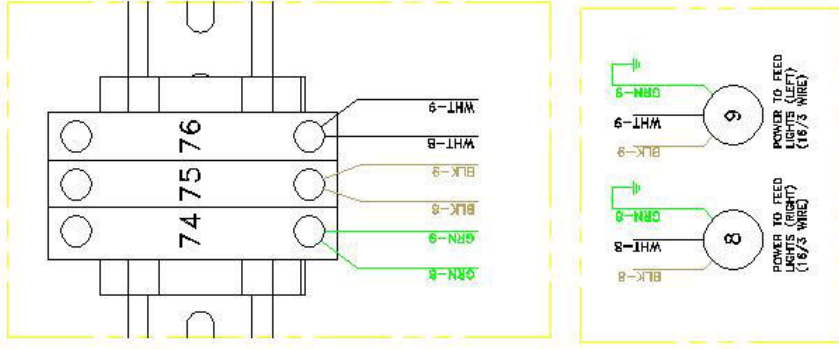 76
75
74
WHT-9
WHT-8
BLK-9
BLK-8
GRN-9
GRN-8
GRN-9
WHT-9
BLK-9
9
POWER TO FEED
LIGHTS (LEFT)
(16/3 WIRE)
GRN-8
WHT-8
BLK-8
8
POWER TO FEED
LIGHTS (RIGHT)
(16/3 WIRE)